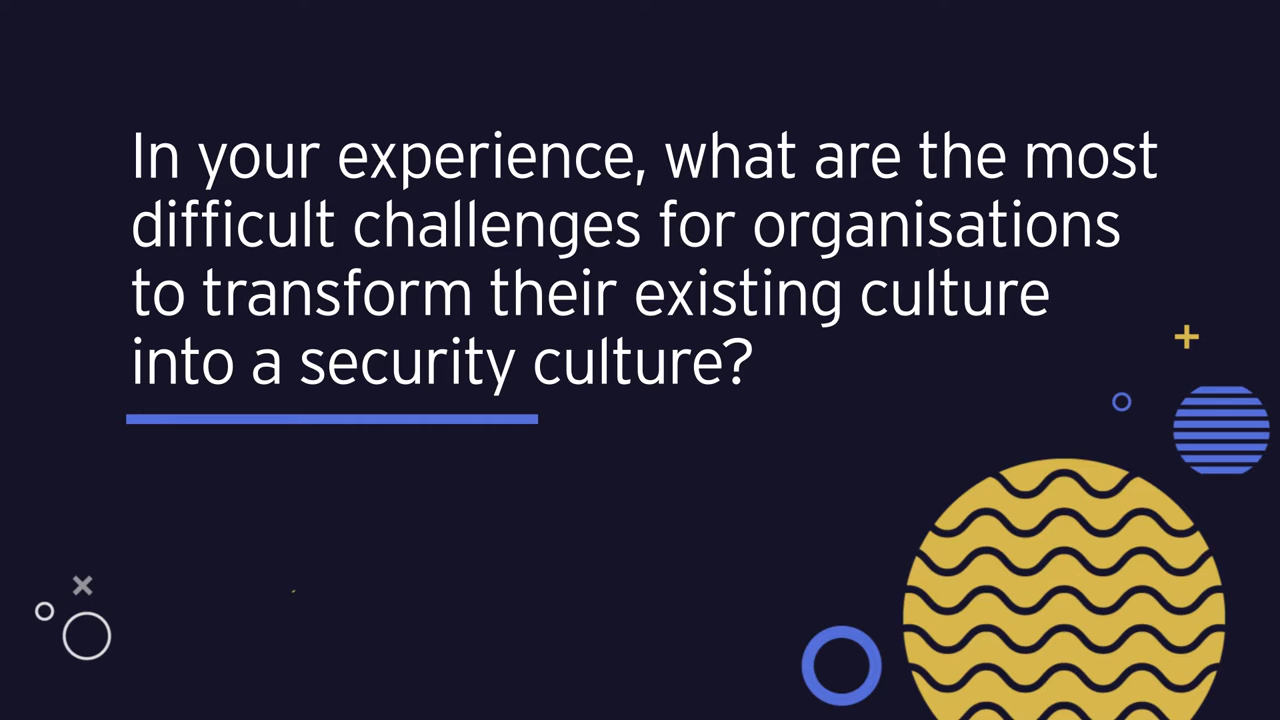 In your experience, what are the most
difficult challenges for organisations
to transform their existing culture
into a security culture?